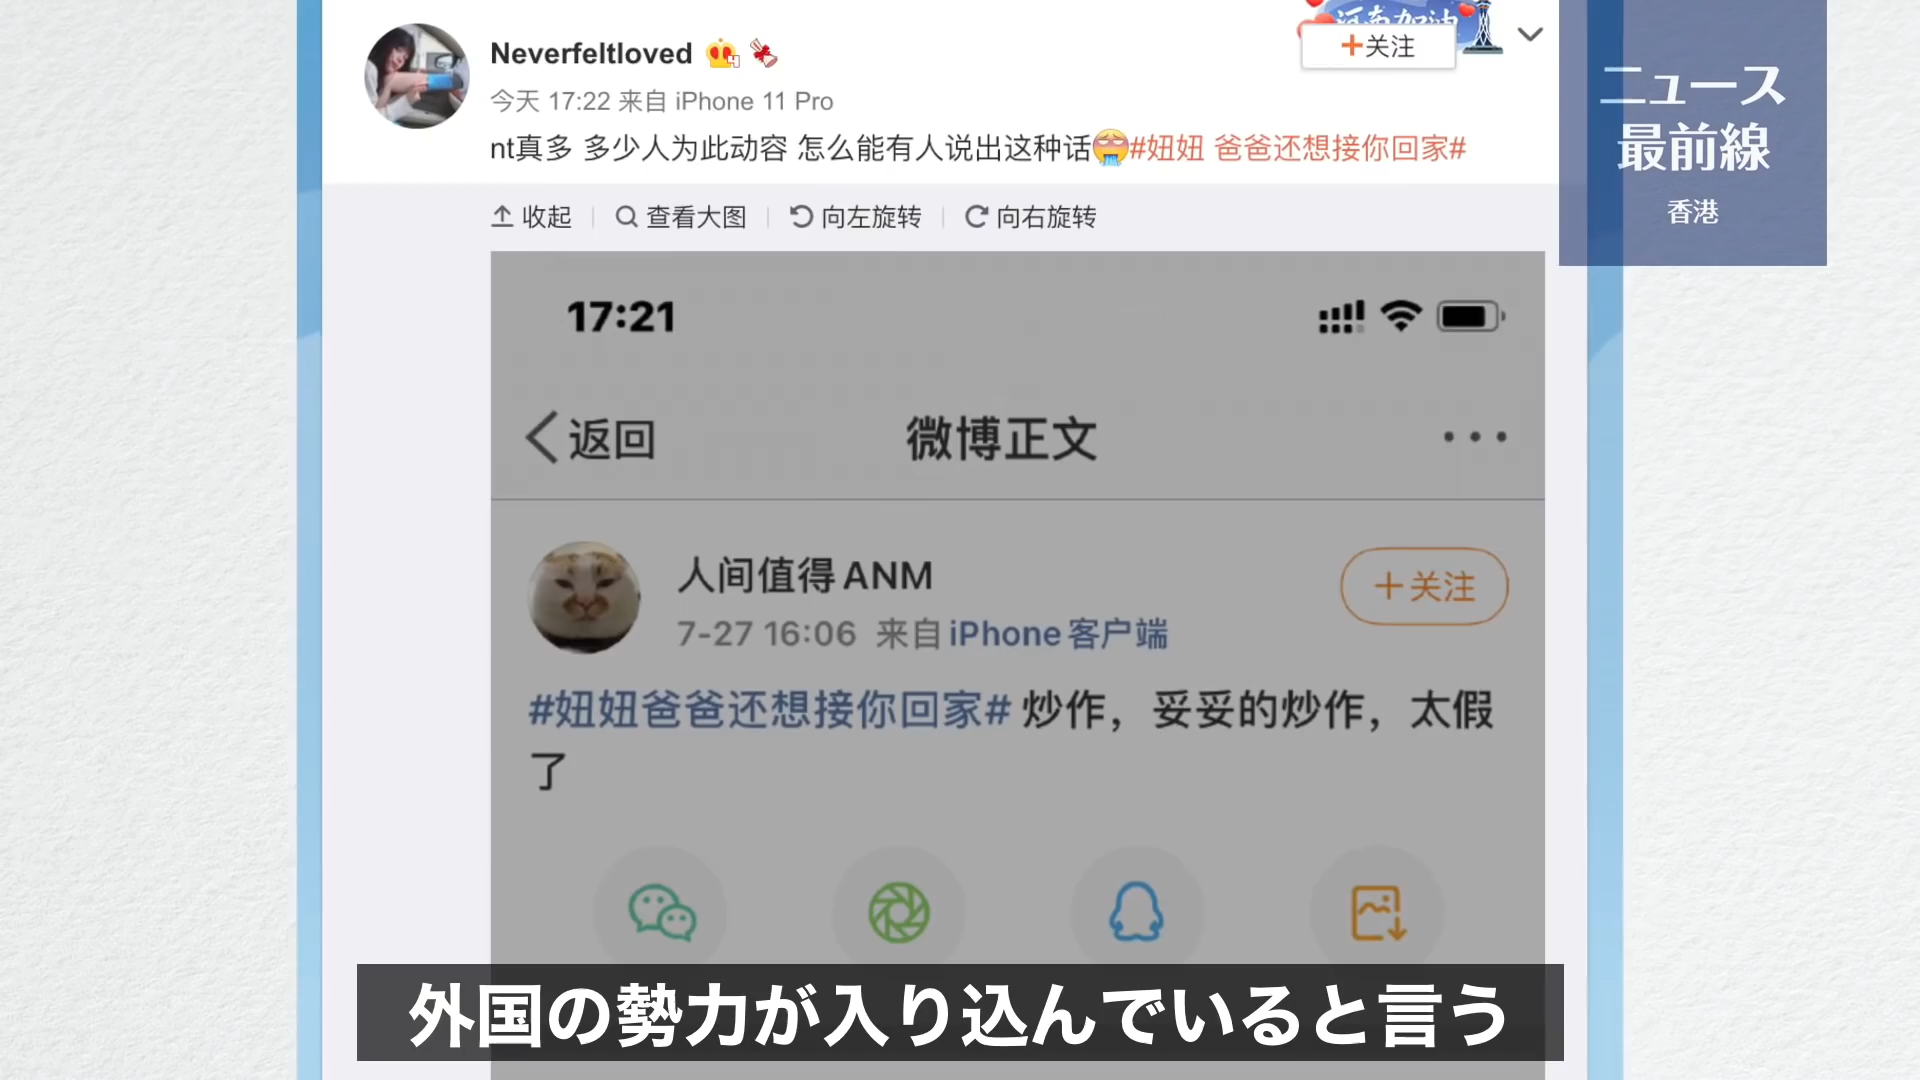 河南加油
Neverfeltloved
+关注
今天 17:22 来自 iPhone 11 Pro
nt真多 多少人为此动容 怎么能有人说出这种话#妞妞 爸爸还想接你回家#
ニュース
最前線
香港
收起
查看大图
向左旋转
向右旋转
17:21
返回
微博正文
人间值得ANM
+关注
7-27 16:06 来自 iPhone客户端
#妞妞爸爸还想接你回家# 炒作，妥妥的炒作，太假
了
外国の勢力が入り込んでいると言う